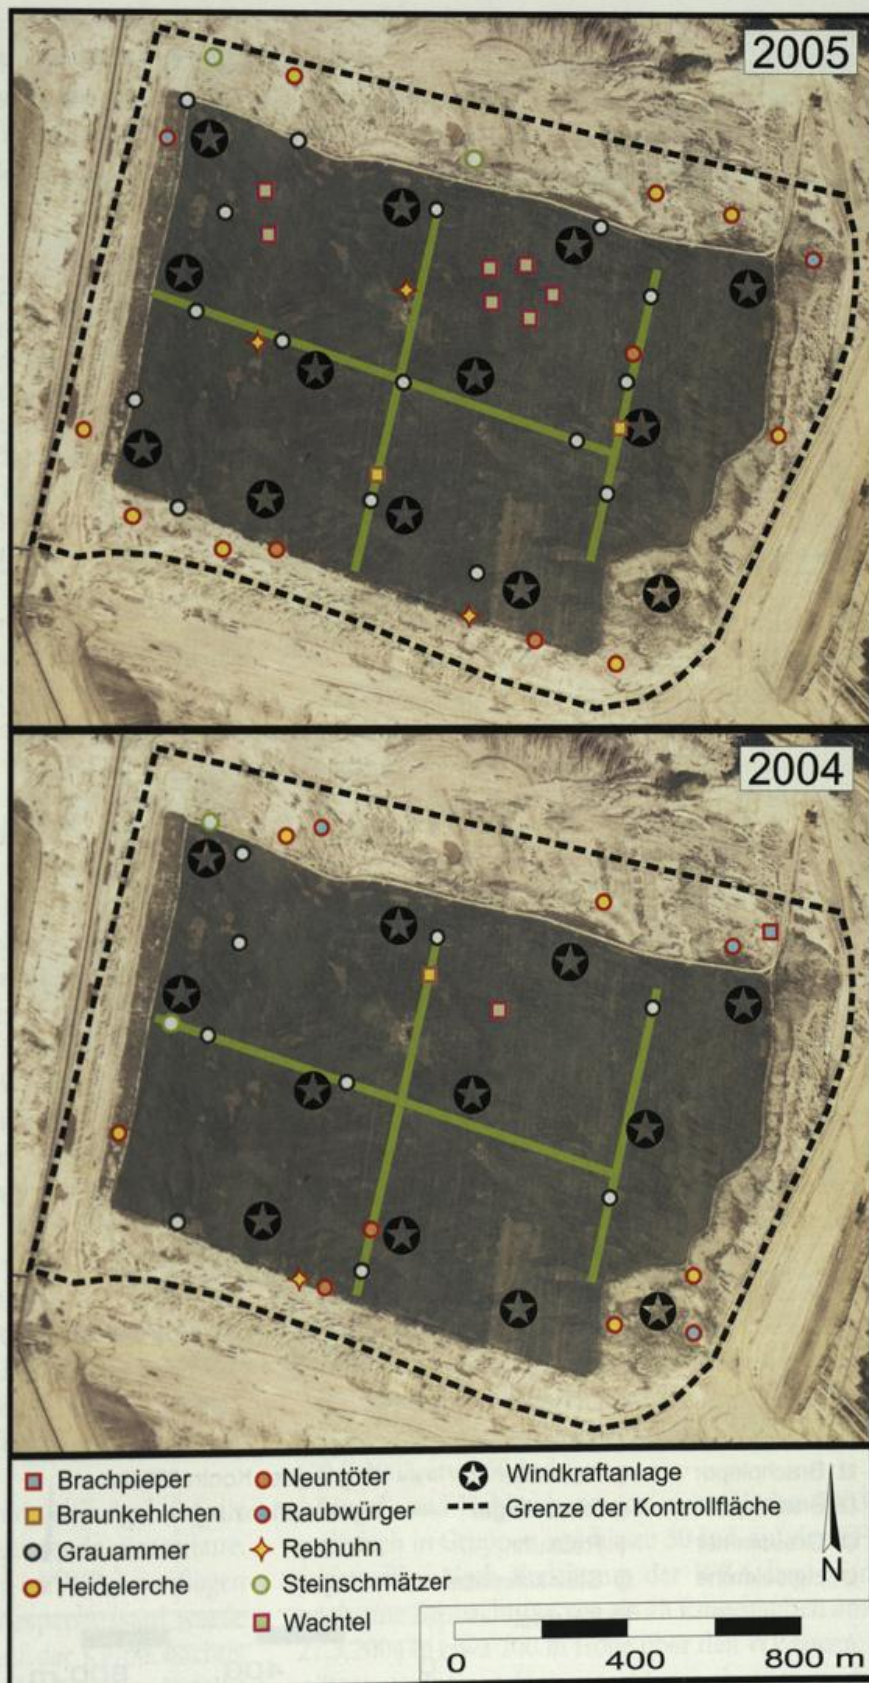 2005
2004
Brachpieper
Braunkehlchen
Grauammer
Heidelerche
Neuntöter
Raubwürger
Rebhuhn
Steinschmätzer
Wachtel
Windkraftanlage
Grenze der Kontrollfläche
N
0 400 800 m